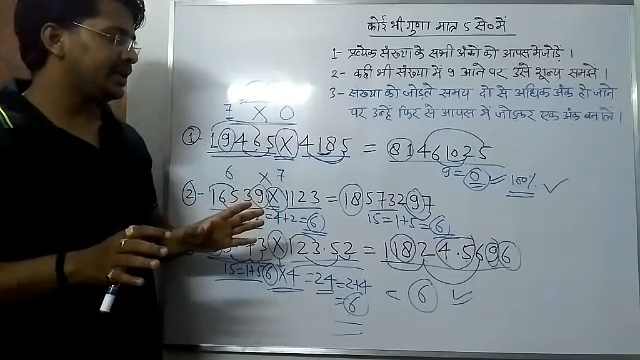 कोई भी गुणा मात्र 5 से० में
1- प्रत्येक संख्या के सभी अंको को आपस में जोड़े ।
2- कही भी संख्या में 9 आने पर उसे शून्य समझे ।
3- संख्या को जोड़ते समय दो से अधिक अंक हो जाने
पर उन्हें फिर से आपस में जोड़कर एक अंक बना लें ।
7 X 0
①- 19465 X 4185 = 81461025
9 = 0 100%
6 X 7
②- 16539 X 1123 = 18573297
=4+2=6 15=1+5=6
X 123.52 = 11824.5696
15=1+5=6 X 4 =24=2+4 = 6
=6